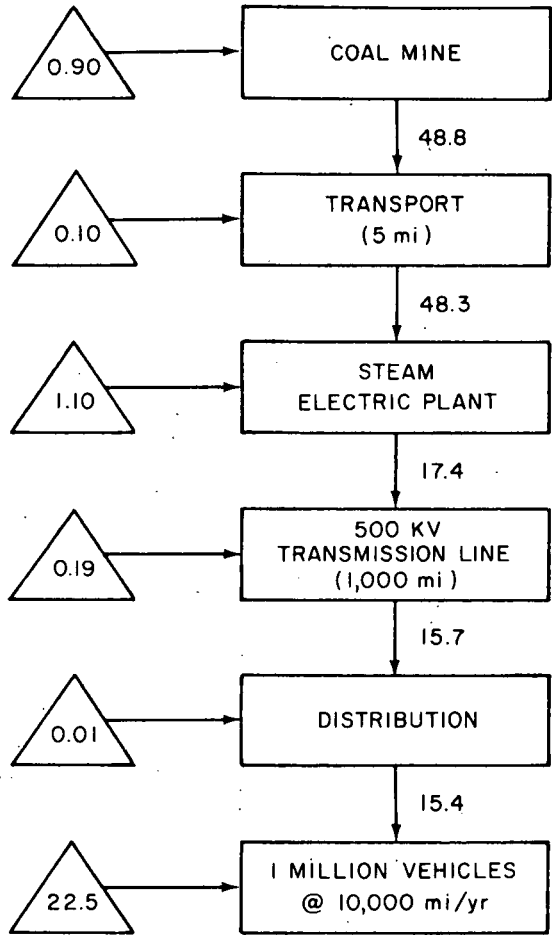 0.90
COAL MINE
48.8
0.10
TRANSPORT
(5 mi)
48.3
1.10
STEAM
ELECTRIC PLANT
17.4
0.19
500 KV
TRANSMISSION LINE
(1,000 mi)
15.7
0.01
DISTRIBUTION
15.4
22.5
1 MILLION VEHICLES
@ 10,000 mi/yr